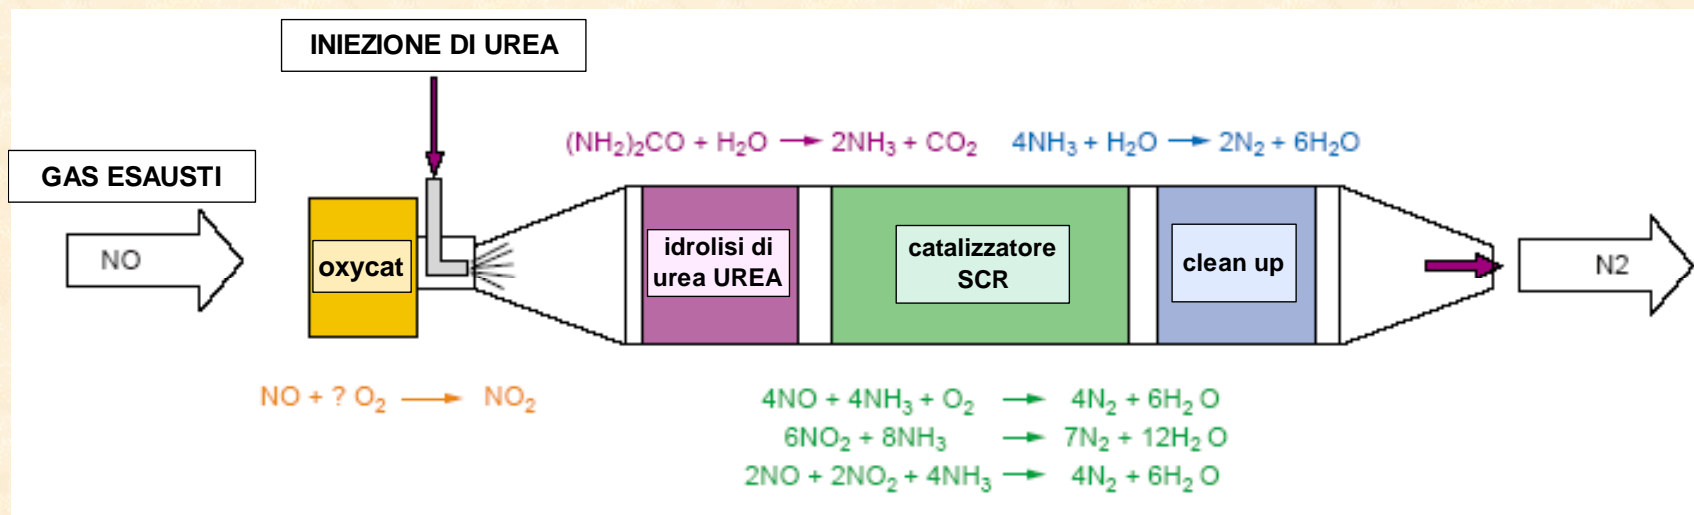 INIEZIONE DI UREA
(NH₂)₂CO + H₂O → 2NH₃ + CO₂
4NH₃ + H₂O → 2N₂ + 6H₂O
GAS ESAUSTI
NO
oxycat
idrolisi di
urea UREA
catalizzatore
SCR
clean up
N2
NO + ? O₂ → NO₂
4NO + 4NH₃ + O₂ → 4N₂ + 6H₂ O
6NO₂ + 8NH₃ → 7N₂ + 12H₂ O
2NO + 2NO₂ + 4NH₃ → 4N₂ + 6H₂ O